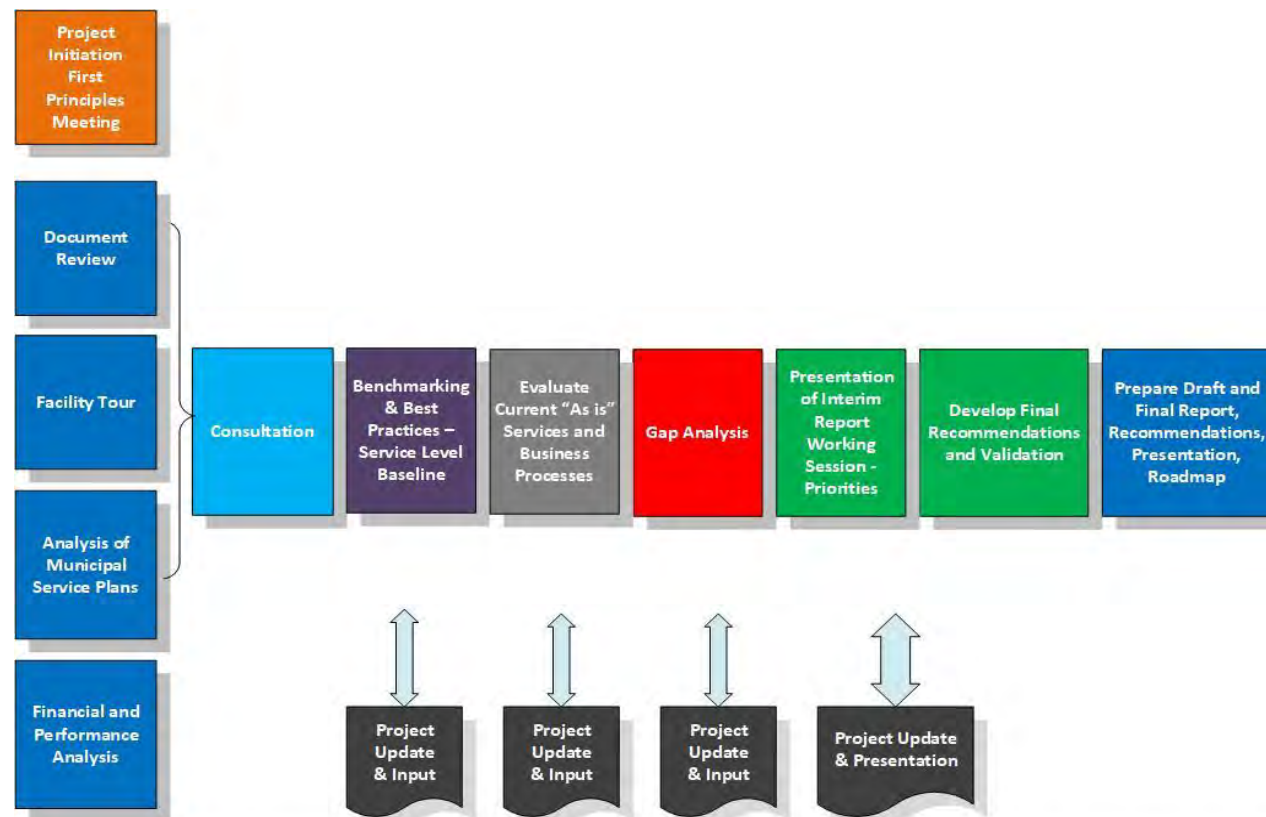 Project
Initiation
First
Principles
Meeting
Document
Review
Facility Tour
Analysis of
Municipal
Service Plans
Financial and
Performance
Analysis
Consultation
Benchmarking
& Best
Practices –
Service Level
Baseline
Evaluate
Current "As is"
Services and
Business
Processes
Gap Analysis
Presentation
of Interim
Report
Working
Session -
Priorities
Develop Final
Recommendations
and Validation
Prepare Draft and
Final Report,
Recommendations,
Presentation,
Roadmap
Project
Update
& Input
Project
Update
& Input
Project
Update
& Input
Project Update
& Presentation